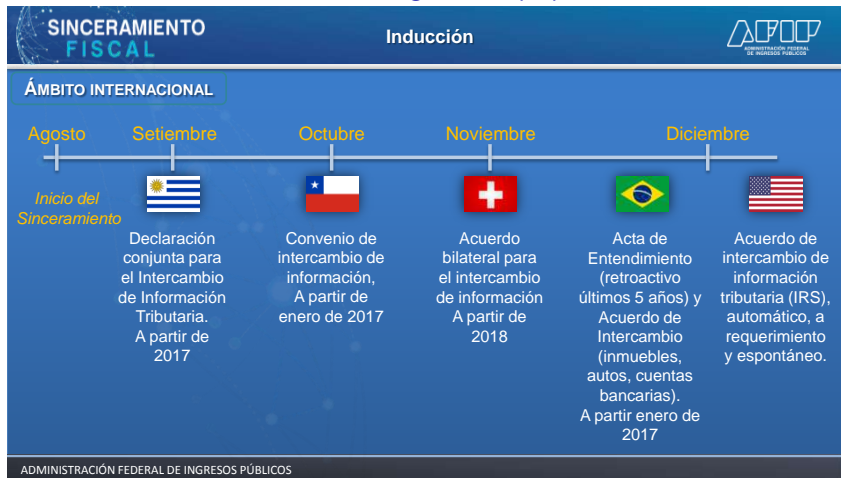 SINCERAMIENTO
FISCAL
Inducción
AFIP
ADMINISTRACIÓN FEDERAL
DE INGRESOS PÚBLICOS
ÁMBITO INTERNACIONAL
Agosto
Setiembre
Octubre
Noviembre
Diciembre
Inicio del
Sinceramiento
Declaración
conjunta para
el Intercambio
de Información
Tributaria.
A partir de
2017
Convenio de
intercambio de
información,
A partir de
enero de 2017
Acuerdo
bilateral para
el intercambio
de información
A partir de
2018
Acta de
Entendimiento
(retroactivo
últimos 5 años) y
Acuerdo de
Intercambio
(inmuebles,
autos, cuentas
bancarias).
A partir enero de
2017
Acuerdo de
intercambio de
información
tributaria (IRS),
automático, a
requerimiento
y espontáneo.
ADMINISTRACIÓN FEDERAL DE INGRESOS PÚBLICOS